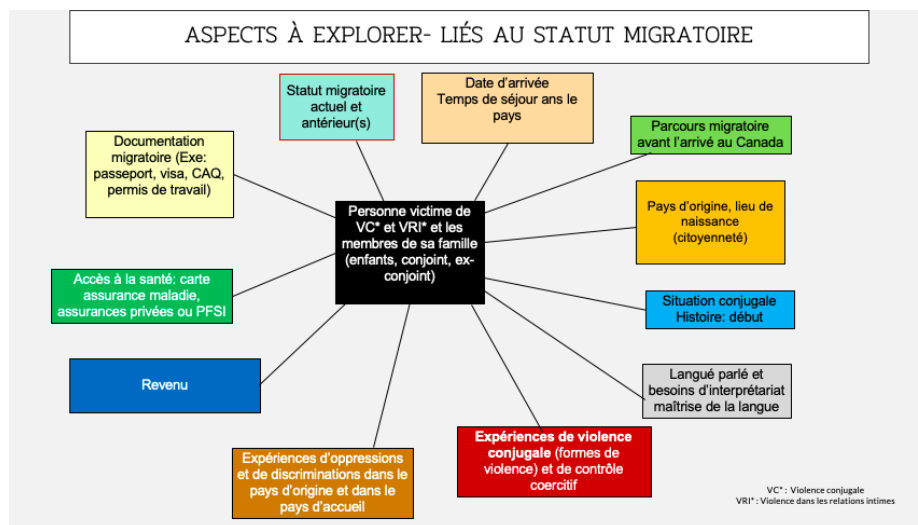 ASPECTS À EXPLORER- LIÉS AU STATUT MIGRATOIRE
Statut migratoire
actuel et
antérieur(s)
Date d'arrivée
Temps de séjour ans le
pays
Parcours migratoire
avant l'arrivé au Canada
Documentation
migratoire (Exe:
passeport, visa, CAQ,
permis de travail)
Personne victime de
VC* et VRI* et les
membres de sa famille
(enfants, conjoint, ex-
conjoint)
Pays d'origine, lieu de
naissance
(citoyenneté)
Accès à la santé: carte
assurance maladie,
assurances privées ou PFSI
Situation conjugale
Histoire: début
Revenu
Langué parlé et
besoins d'interprétariat
maîtrise de la langue
Expériences d'oppressions
et de discriminations dans le
pays d'origine et dans le
pays d'accueil
Expériences de violence
conjugale (formes de
violence) et de contrôle
coercitif
VC* : Violence conjugale
VRI* : Violence dans les relations intimes